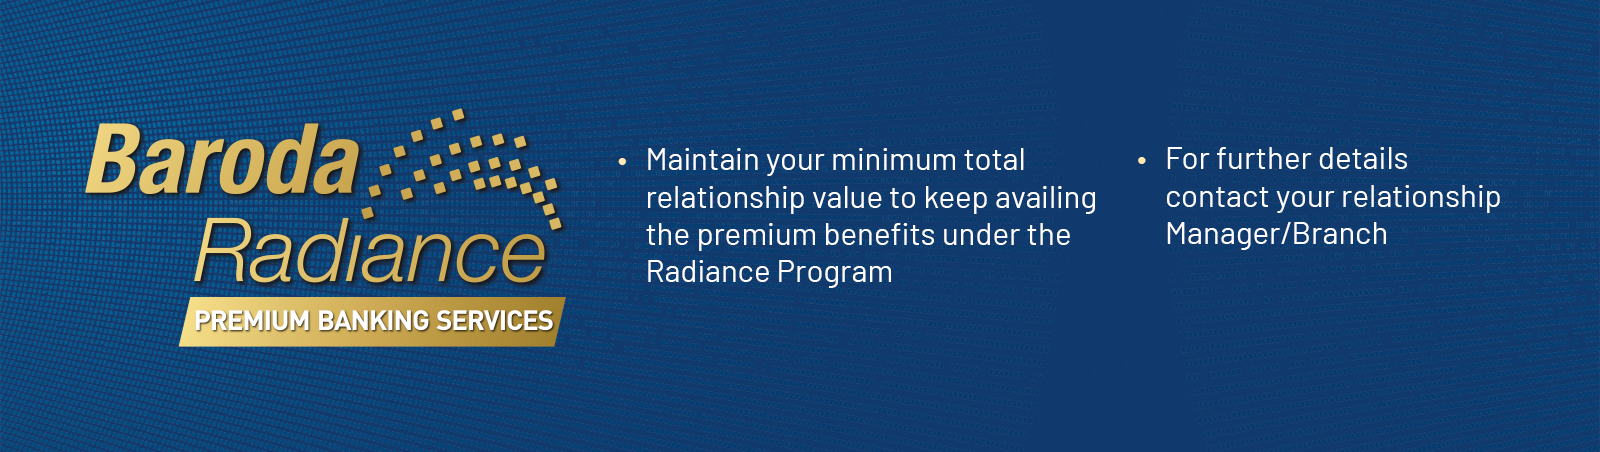 Baroda
Radiance
PREMIUM BANKING SERVICES
• Maintain your minimum total
relationship value to keep availing
the premium benefits under the
Radiance Program
• For further details
contact your relationship
Manager/Branch